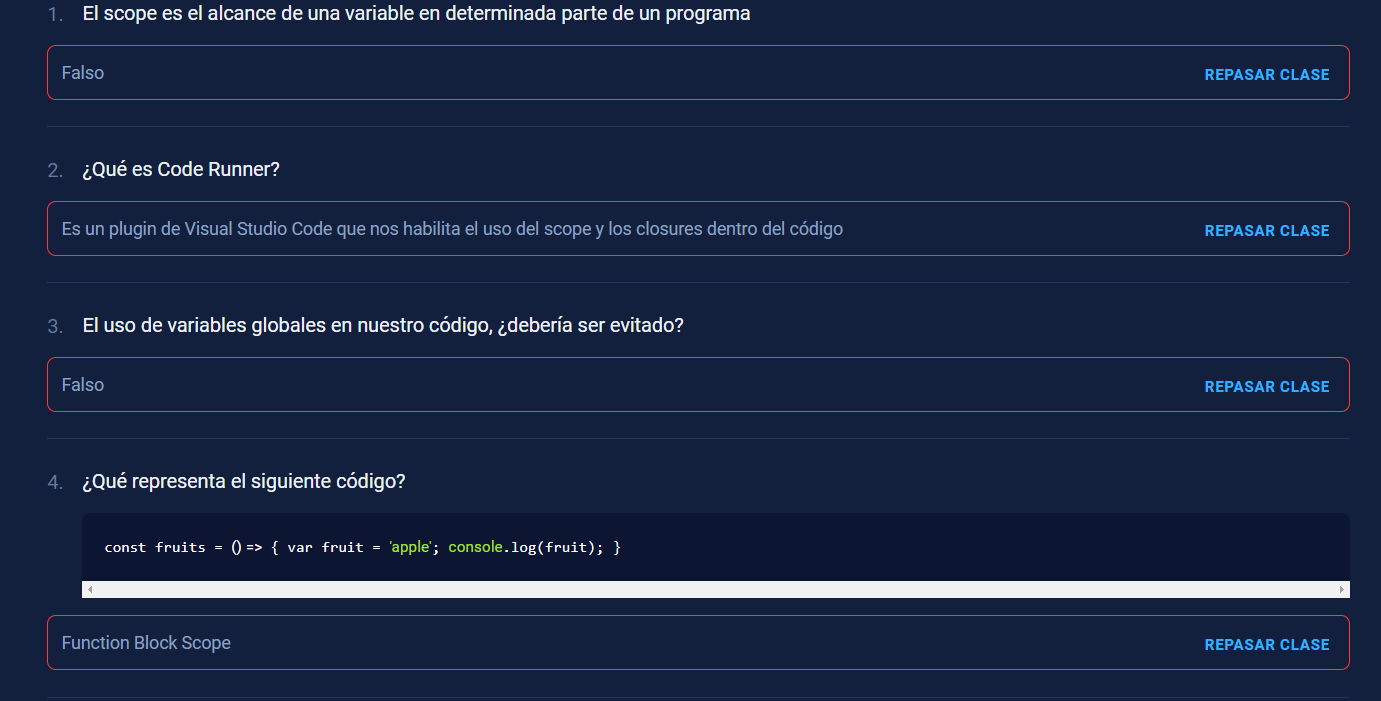 1. El scope es el alcance de una variable en determinada parte de un programa
Falso REPASAR CLASE
2. ¿Qué es Code Runner?
Es un plugin de Visual Studio Code que nos habilita el uso del scope y los closures dentro del código REPASAR CLASE
3. El uso de variables globales en nuestro código, ¿debería ser evitado?
Falso REPASAR CLASE
4. ¿Qué representa el siguiente código?
const fruits = () => { var fruit = 'apple'; console.log(fruit); }
Function Block Scope REPASAR CLASE